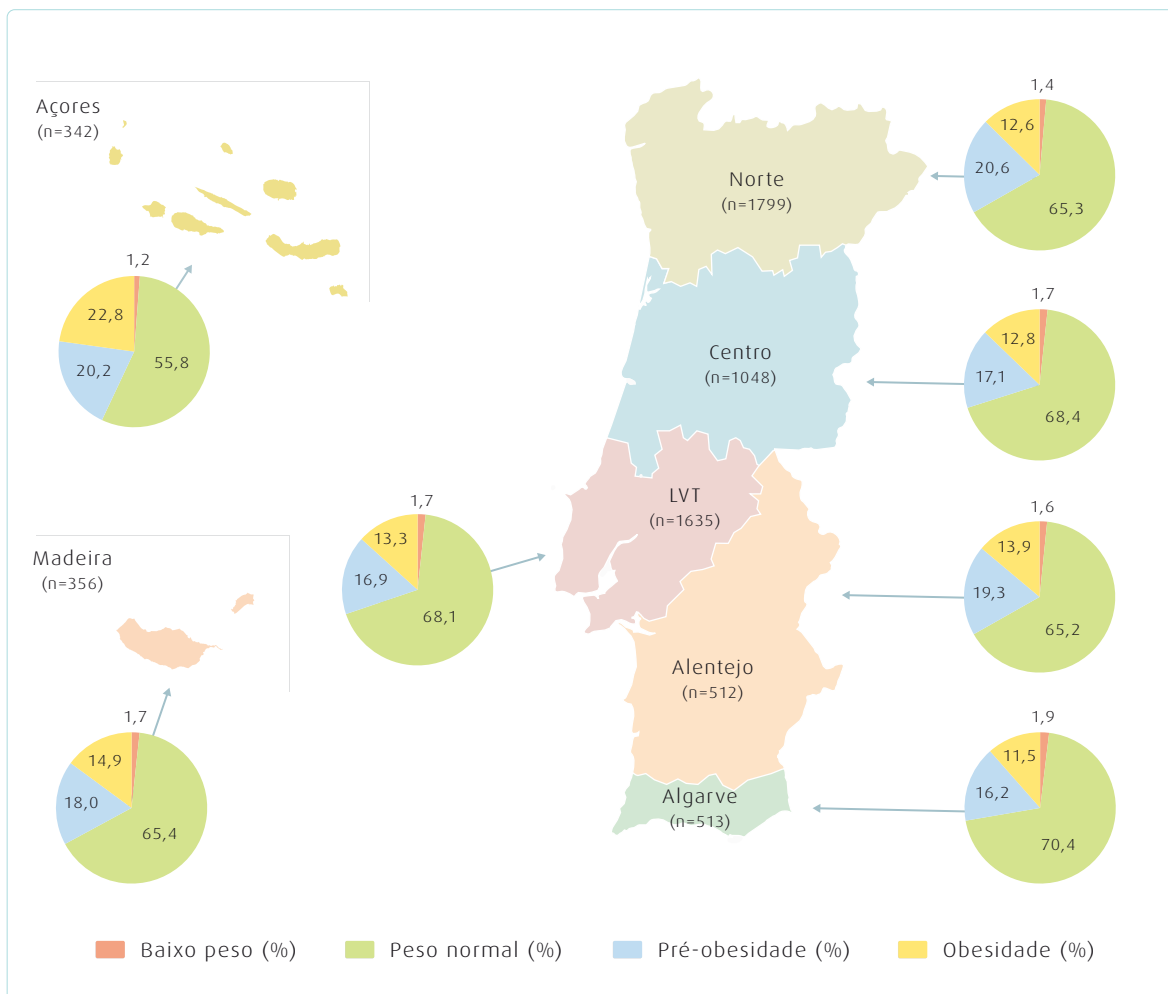 Açores
(n=342)
1,2
22,8
20,2
55,8
Norte
(n=1799)
1,4
12,6
20,6
65,3
Centro
(n=1048)
1,7
12,8
17,1
68,4
LVT
(n=1635)
1,7
13,3
16,9
68,1
Madeira
(n=356)
1,7
14,9
18,0
65,4
Alentejo
(n=512)
1,6
13,9
19,3
65,2
Algarve
(n=513)
1,9
11,5
16,2
70,4
Baixo peso (%)
Peso normal (%)
Pré-obesidade (%)
Obesidade (%)